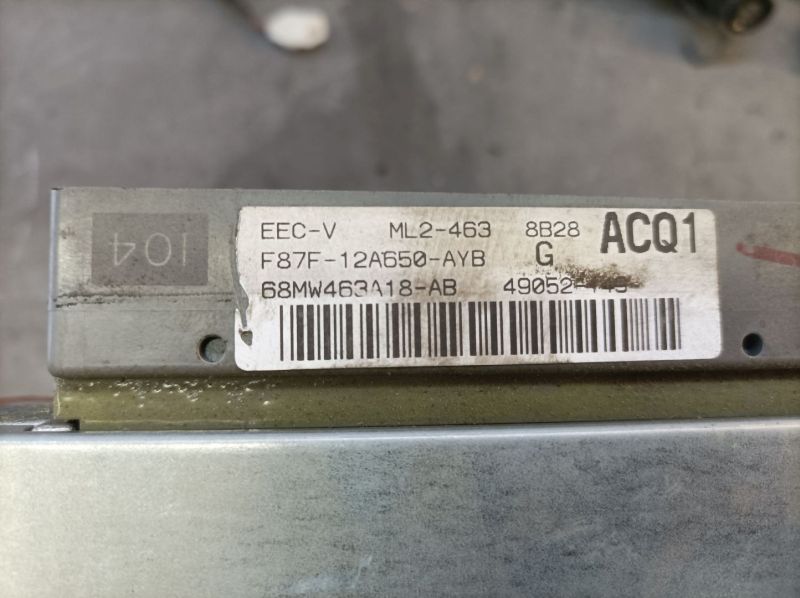 104
EEC-V ML2-463 8B28 ACQ1
F87F-12A650-AYB G
68MW463A18-AB